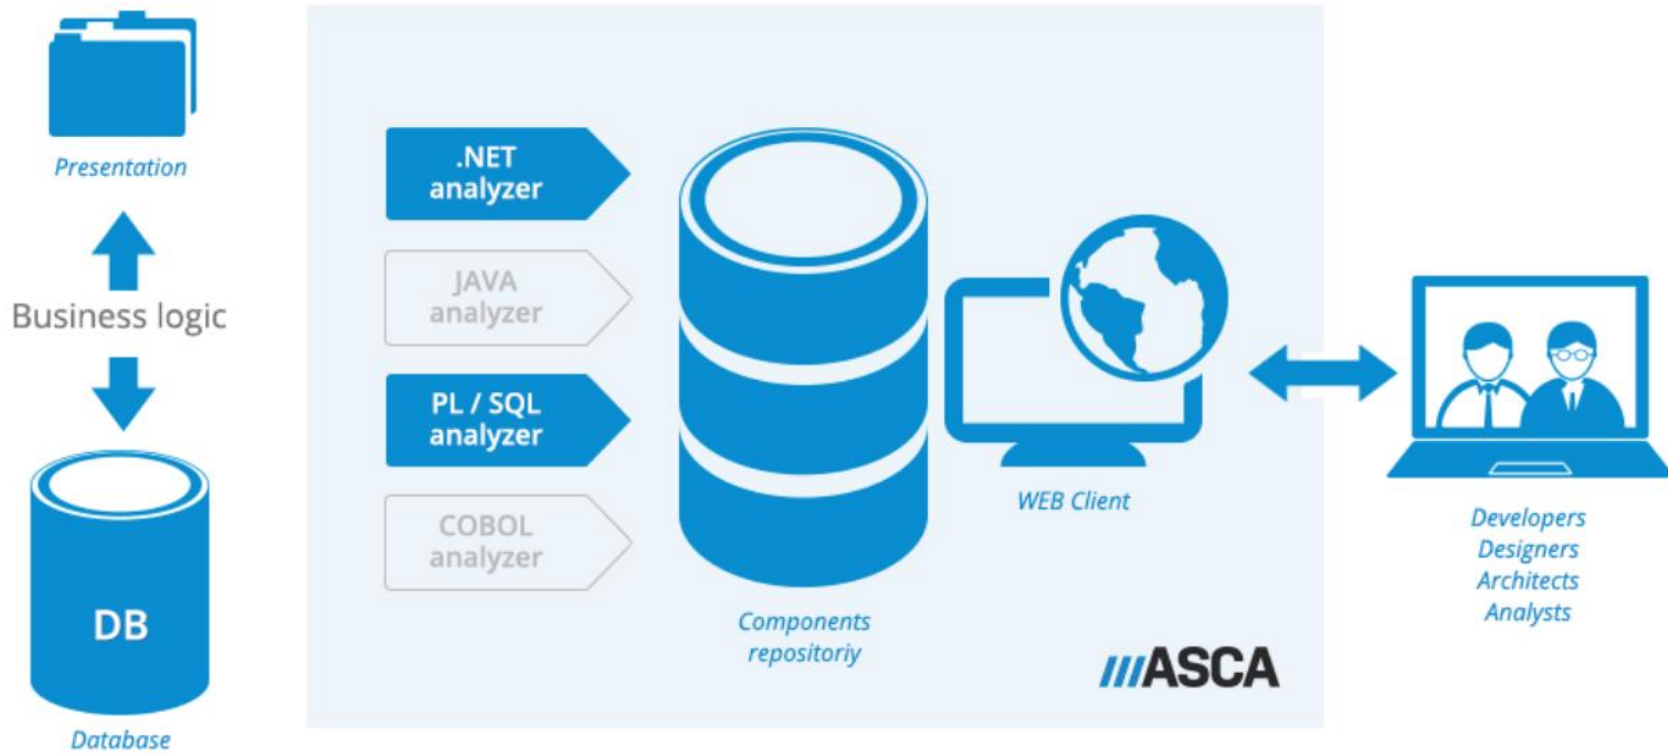 Presentation
Business logic
DB
Database
.NET
analyzer
JAVA
analyzer
PL / SQL
analyzer
COBOL
analyzer
Components
repositoriy
WEB Client
///ASCA
Developers
Designers
Architects
Analysts